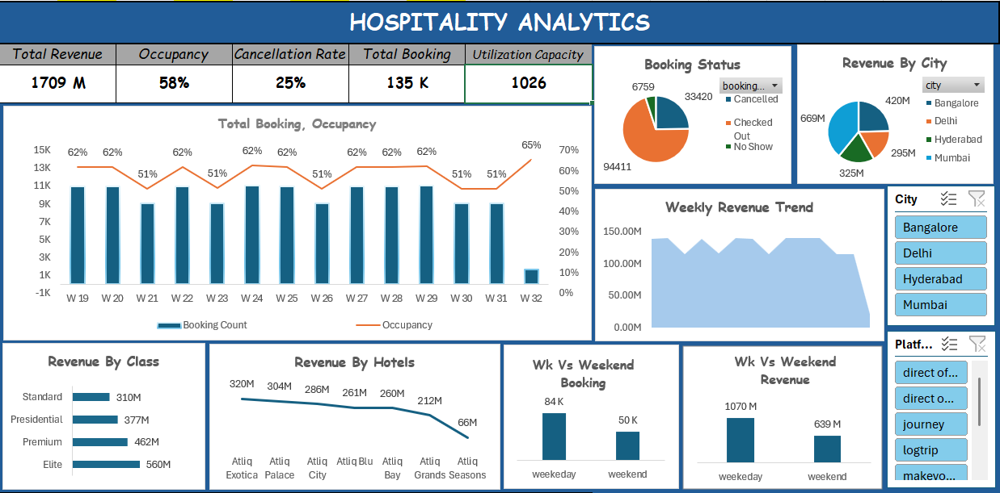 HOSPITALITY ANALYTICS
Total Revenue
Occupancy
Cancellation Rate
Total Booking
Utilization Capacity
1709 M
58%
25%
135 K
1026
Booking Status
booking...
6759
33420
94411
Cancelled
Checked
Out
No Show
Revenue By City
city
420M
669M
295M
325M
Bangalore
Delhi
Hyderabad
Mumbai
Total Booking, Occupancy
15K
13K
11K
9K
7K
5K
3K
1K
-1K
62% 62% 51% 62% 51% 62% 62% 51% 62% 62% 62% 51% 51% 65%
70%
60%
50%
40%
30%
20%
10%
0%
W 19 W 20 W 21 W 22 W 23 W 24 W 25 W 26 W 27 W 28 W 29 W 30 W 31 W 32
Booking Count
Occupancy
Weekly Revenue Trend
150.00M
100.00M
50.00M
0.00M
City
Bangalore
Delhi
Hyderabad
Mumbai
Platf...
direct of...
direct o...
journey
logtrip
makeyo...
Revenue By Class
Standard 310M
Presidential 377M
Premium 462M
Elite 560M
Revenue By Hotels
320M 304M 286M 261M 260M 212M 66M
Atliq Atliq Atliq Atliq Blu Atliq Atliq Atliq
Exotica Palace City Bay Grands Seasons
Wk Vs Weekend
Booking
84 K
50 K
weekeday weekend
Wk Vs Weekend
Revenue
1070 M
639 M
weekeday weekend